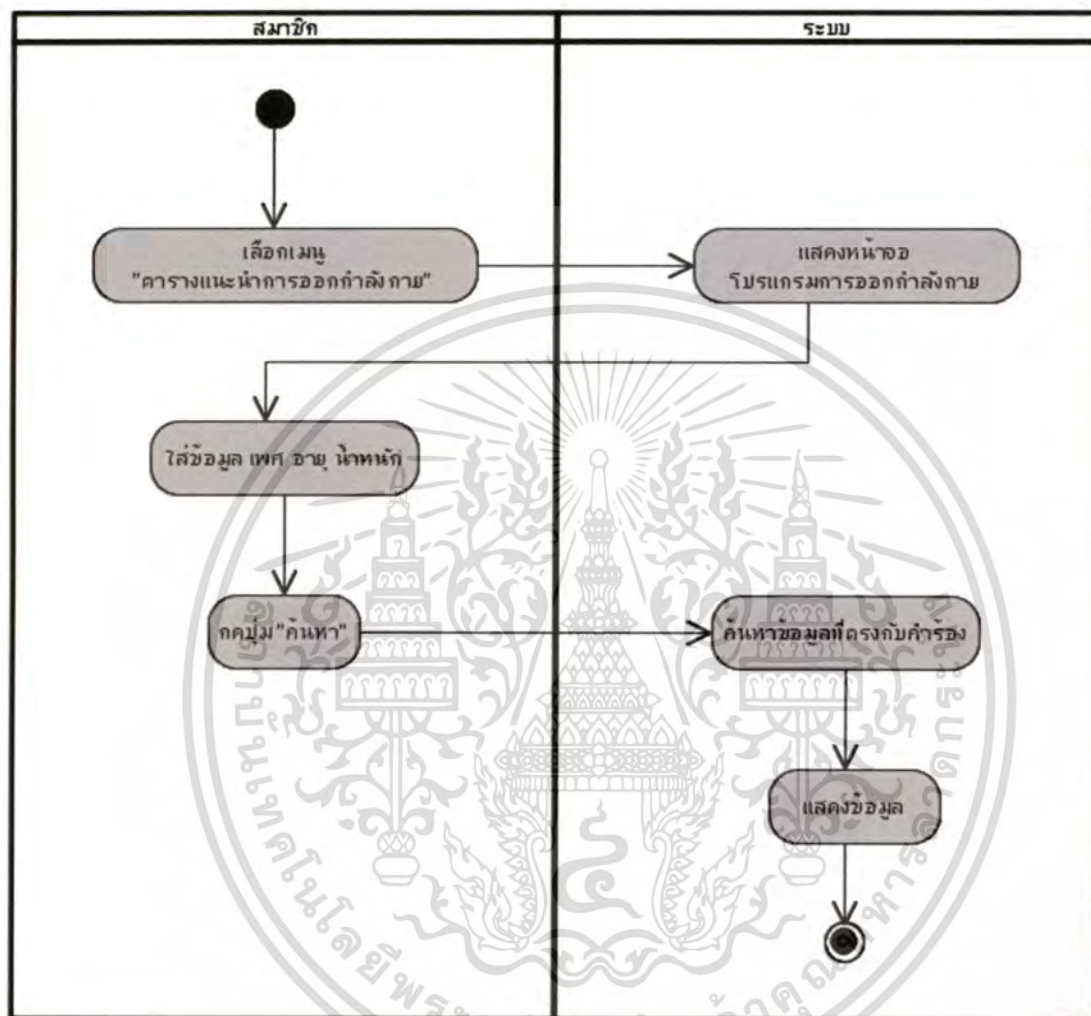 สมาชิก
ระบบ
เลือกเมนู
"ตารางแนะนำการออกกำลังกาย"
แสดงหน้าจอ
โปรแกรมการออกกำลังกาย
ใส่ข้อมูล เพศ อายุ น้ำหนัก
กดปุ่ม"ค้นหา"
ค้นหาข้อมูลที่ตรงกับคำร้อง
แสดงข้อมูล